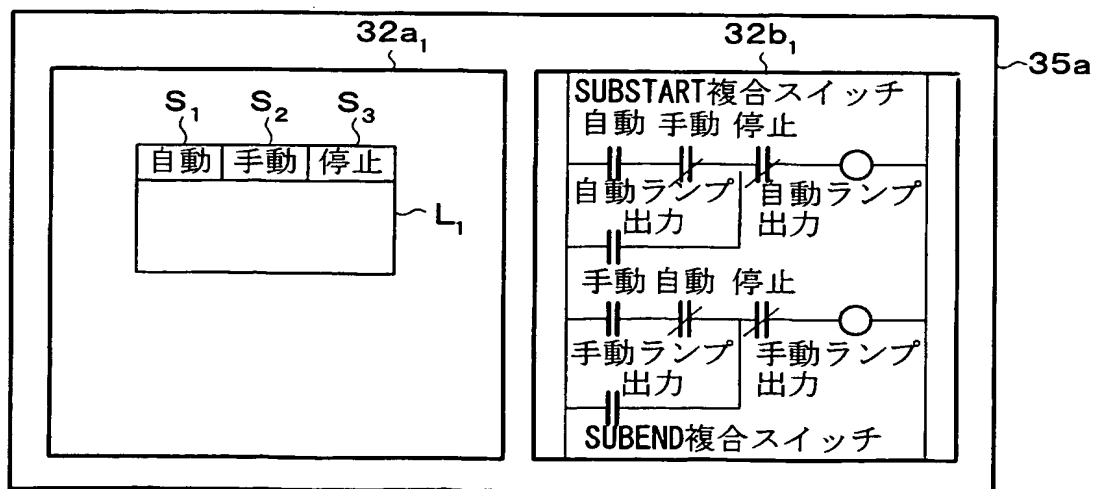 32a₁
32b₁
35a
S₁ S₂ S₃
自動 手動 停止
L₁
SUBSTART複合スイッチ
自動 手動 停止
自動ランプ 自動ランプ
出力 出力
手動 自動 停止
手動ランプ 手動ランプ
出力 出力
SUBEND複合スイッチ